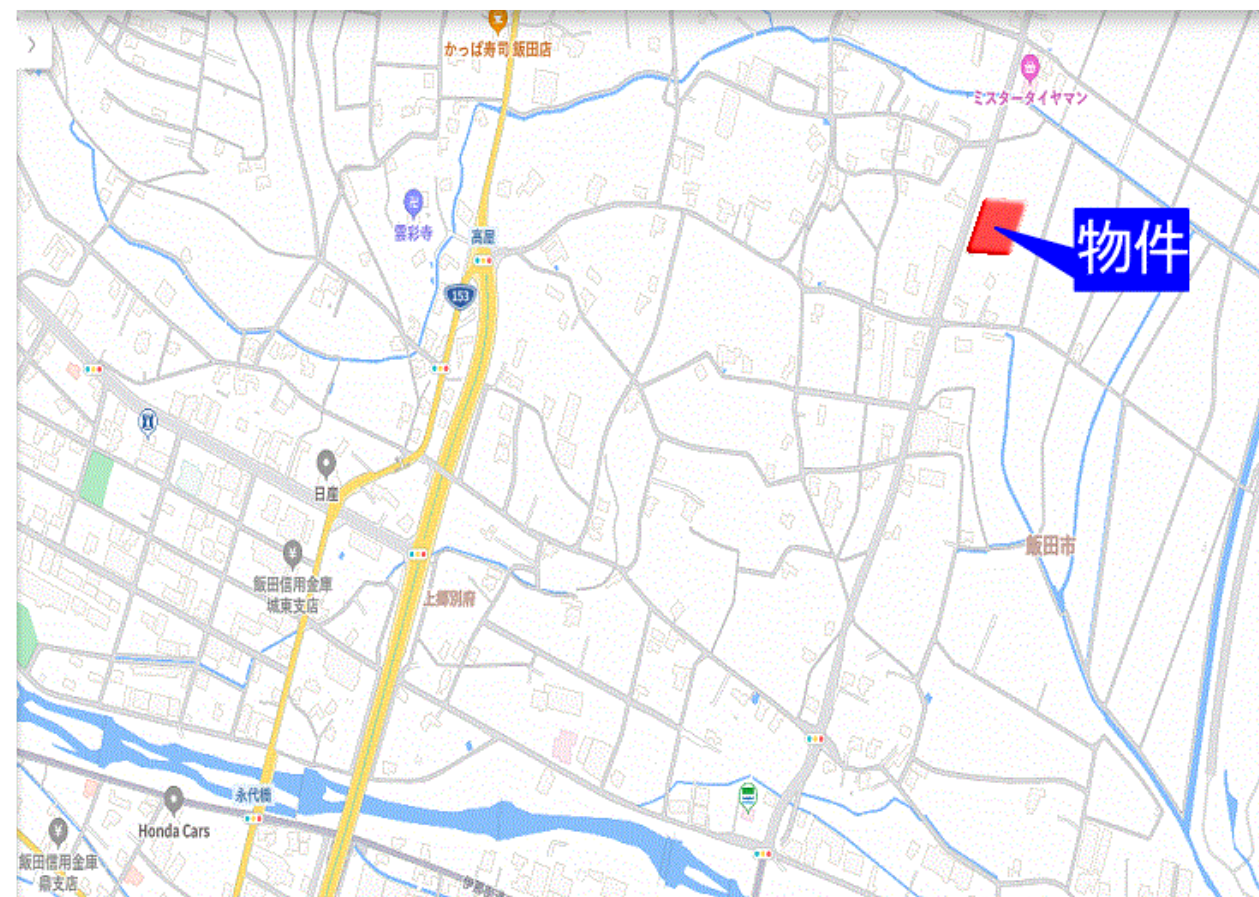 かっぱ寿司 飯田店
ミスタータイヤマン
雲彩寺
高屋
物件
153
日産
飯田信用金庫
城東支店
飯田市
上郷別府
永代橋
Honda Cars
飯田信用金庫
鼎支店